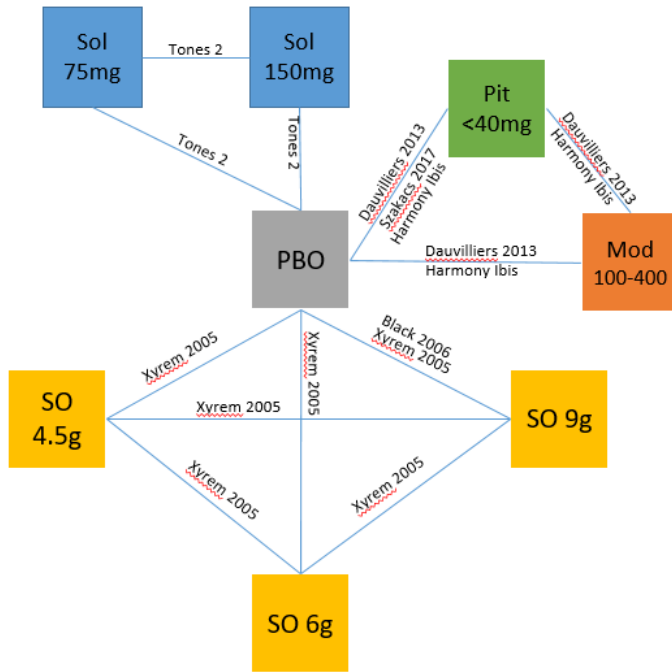 Sol
75mg
Tones 2
Sol
150mg
Tones 2
Tones 2
Pit
<40mg
Dauvilliers 2013
Szakacs 2017
Harmony Ibis
Dauvilliers 2013
Harmony Ibis
PBO
Dauvilliers 2013
Harmony Ibis
Mod
100-400
Xyrem 2005
Xyrem 2005
Black 2006
Xyrem 2005
SO
4.5g
Xyrem 2005
SO 9g
Xyrem 2005
Xyrem 2005
SO 6g